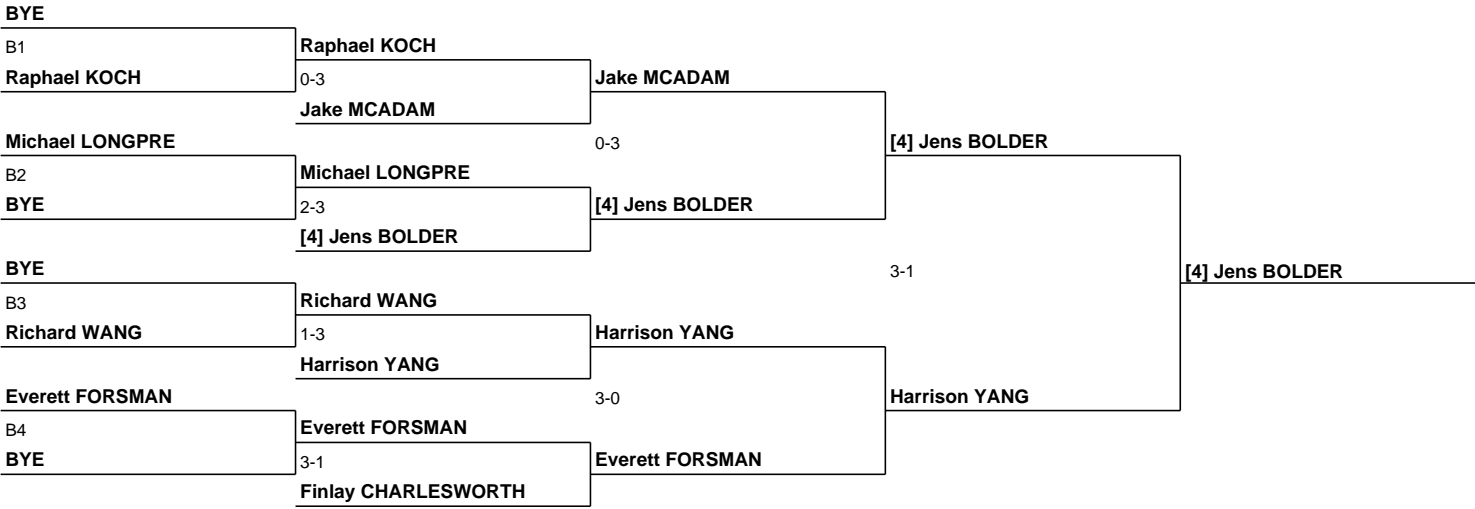 BYE
B1
Raphael KOCH
Raphael KOCH
0-3
Jake MCADAM
Jake MCADAM
Michael LONGPRE
0-3
[4] Jens BOLDER
B2
Michael LONGPRE
BYE
2-3
[4] Jens BOLDER
[4] Jens BOLDER
BYE
3-1
[4] Jens BOLDER
B3
Richard WANG
Richard WANG
1-3
Harrison YANG
Harrison YANG
Everett FORSMAN
3-0
Harrison YANG
B4
Everett FORSMAN
BYE
3-1
Everett FORSMAN
Finlay CHARLESWORTH